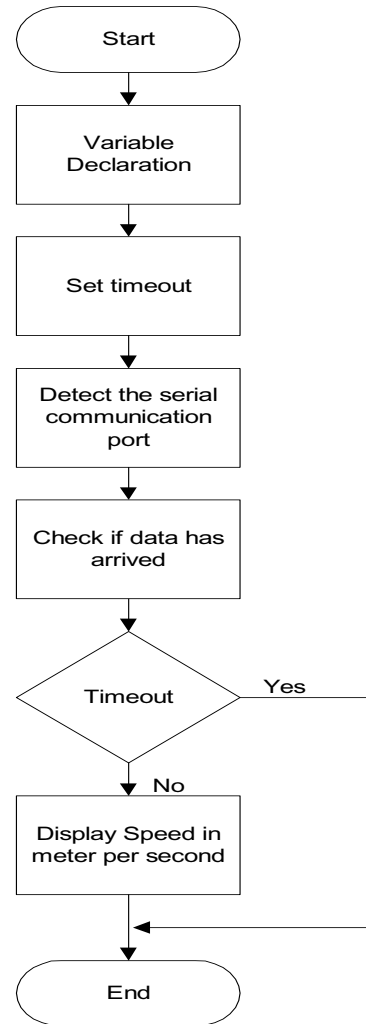 Start
Variable
Declaration
Set timeout
Detect the serial
communication
port
Check if data has
arrived
Timeout
Yes
No
Display Speed in
meter per second
End